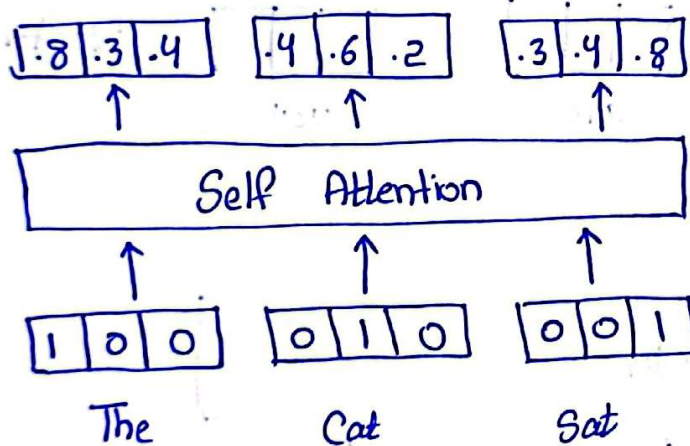 .8 .3 .4 .4 .6 .2 .3 .4 .8
Self Attention
1 0 0 0 1 0 0 0 1
The Cat Sat